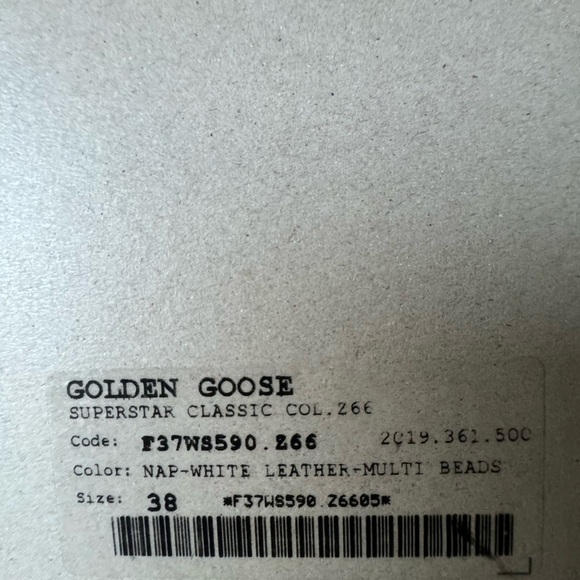 GOLDEN GOOSE
SUPERSTAR CLASSIC COL.Z66
Code: F37WS590.Z66 2019.361.500
Color: NAP-WHITE LEATHER-MULTI BEADS
Size: 38 *F37WS590.Z6605*